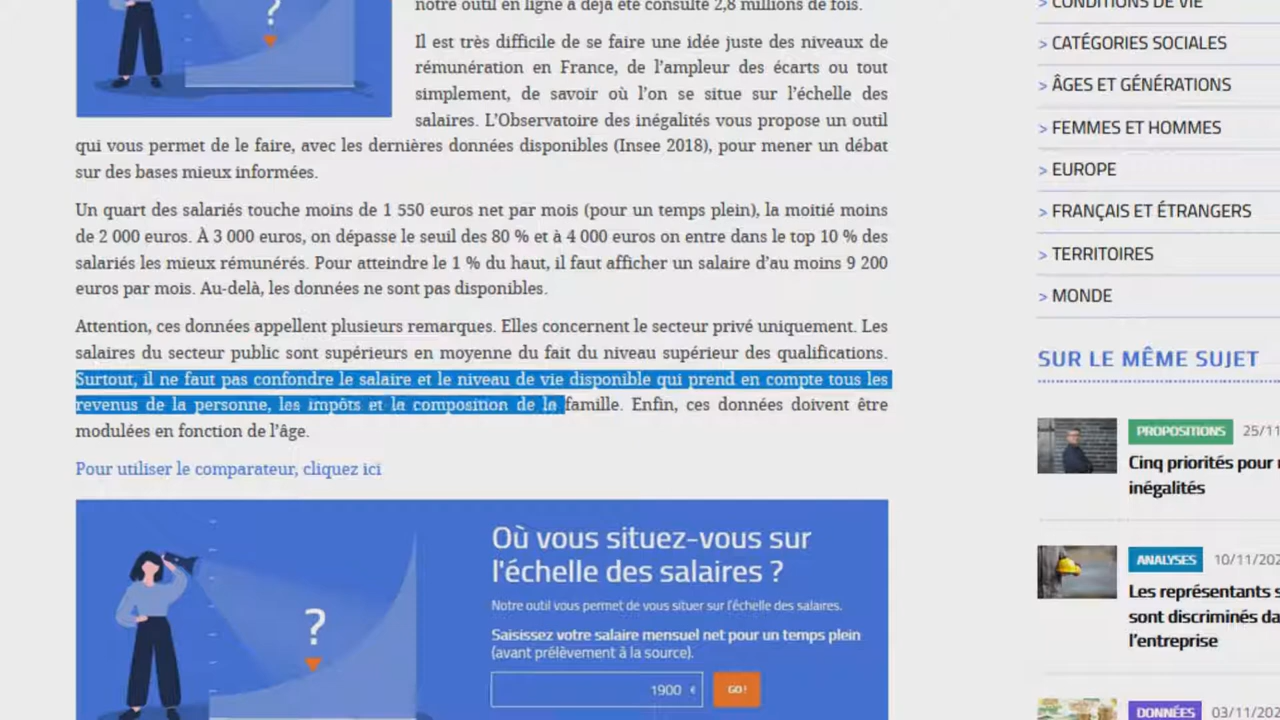 notre outil en ligne a déjà été consulté 2,8 millions de fois.
Il est très difficile de se faire une idée juste des niveaux de
rémunération en France, de l'ampleur des écarts ou tout
simplement, de savoir où l'on se situe sur l'échelle des
salaires. L'Observatoire des inégalités vous propose un outil
qui vous permet de le faire, avec les dernières données disponibles (Insee 2018), pour mener un débat
sur des bases mieux informées.
Un quart des salariés touche moins de 1 550 euros net par mois (pour un temps plein), la moitié moins
de 2 000 euros. À 3 000 euros, on dépasse le seuil des 80 % et à 4 000 euros on entre dans le top 10 % des
salariés les mieux rémunérés. Pour atteindre le 1 % du haut, il faut afficher un salaire d'au moins 9 200
euros par mois. Au-delà, les données ne sont pas disponibles.
Attention, ces données appellent plusieurs remarques. Elles concernent le secteur privé uniquement. Les
salaires du secteur public sont supérieurs en moyenne du fait du niveau supérieur des qualifications.
Surtout, il ne faut pas confondre le salaire et le niveau de vie disponible qui prend en compte tous les
revenus de la personne, les impôts et la composition de la famille. Enfin, ces données doivent être
modulées en fonction de l'âge.
Pour utiliser le comparateur, cliquez ici
?
Où vous situez-vous sur
l'échelle des salaires ?
Notre outil vous permet de vous situer sur l'échelle des salaires.
Saisissez votre salaire mensuel net pour un temps plein
(avant prélèvement à la source).
1900 €
GO!
?
> CONDITIONS DE VIE
> CATÉGORIES SOCIALES
> ÂGES ET GÉNÉRATIONS
> FEMMES ET HOMMES
> EUROPE
> FRANÇAIS ET ÉTRANGERS
> TERRITOIRES
> MONDE
SUR LE MÊME SUJET
PROPOSITIONS 25/11
Cinq priorités pour
inégalités
ANALYSES 10/11/202
Les représentants
sont discriminés
l'entreprise
DONNÉES 03/11/202